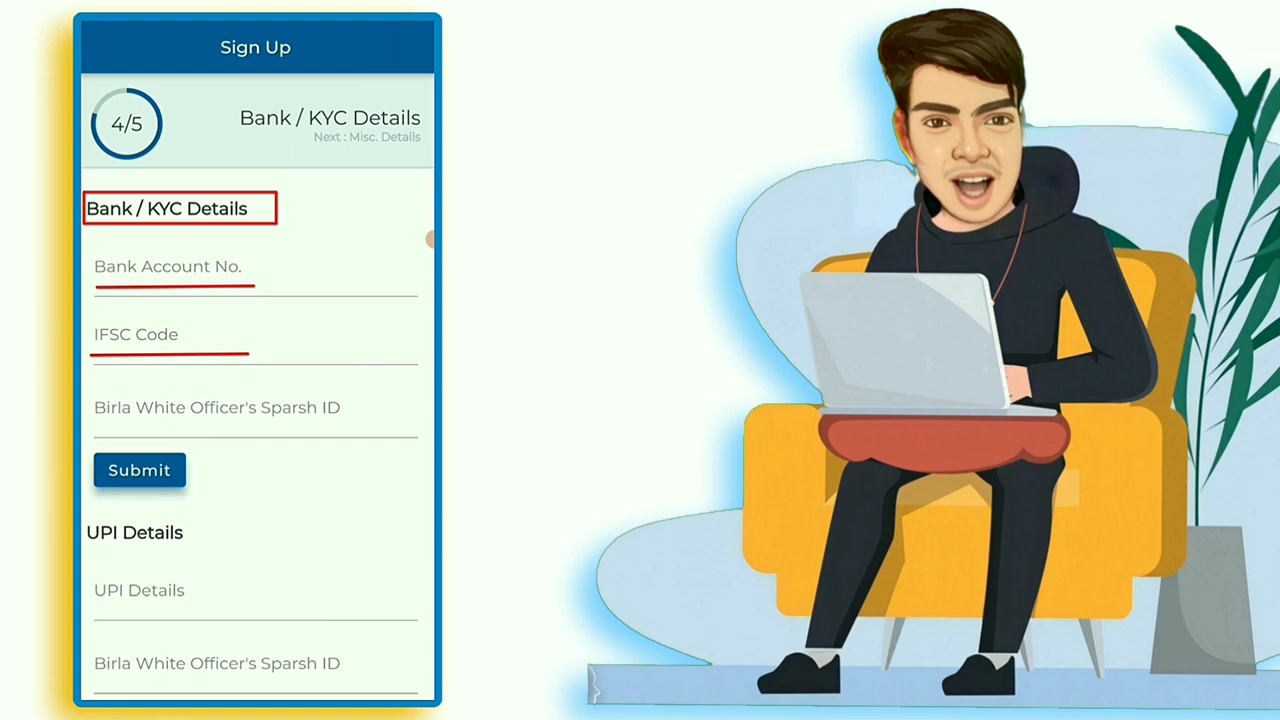 Sign Up
4/5
Bank / KYC Details
Next : Misc. Details
Bank / KYC Details
Bank Account No.
IFSC Code
Birla White Officer's Sparsh ID
Submit
UPI Details
UPI Details
Birla White Officer's Sparsh ID